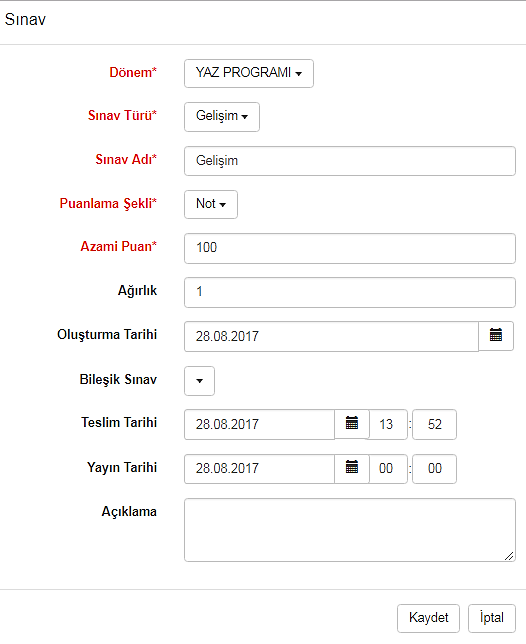 Sınav
Dönem* YAZ PROGRAMI
Sınav Türü* Gelişim
Sınav Adı* Gelişim
Puanlama Şekli* Not
Azami Puan* 100
Ağırlık 1
Oluşturma Tarihi 28.08.2017
Bileşik Sınav
Teslim Tarihi 28.08.2017 13 : 52
Yayın Tarihi 28.08.2017 00 : 00
Açıklama
Kaydet İptal